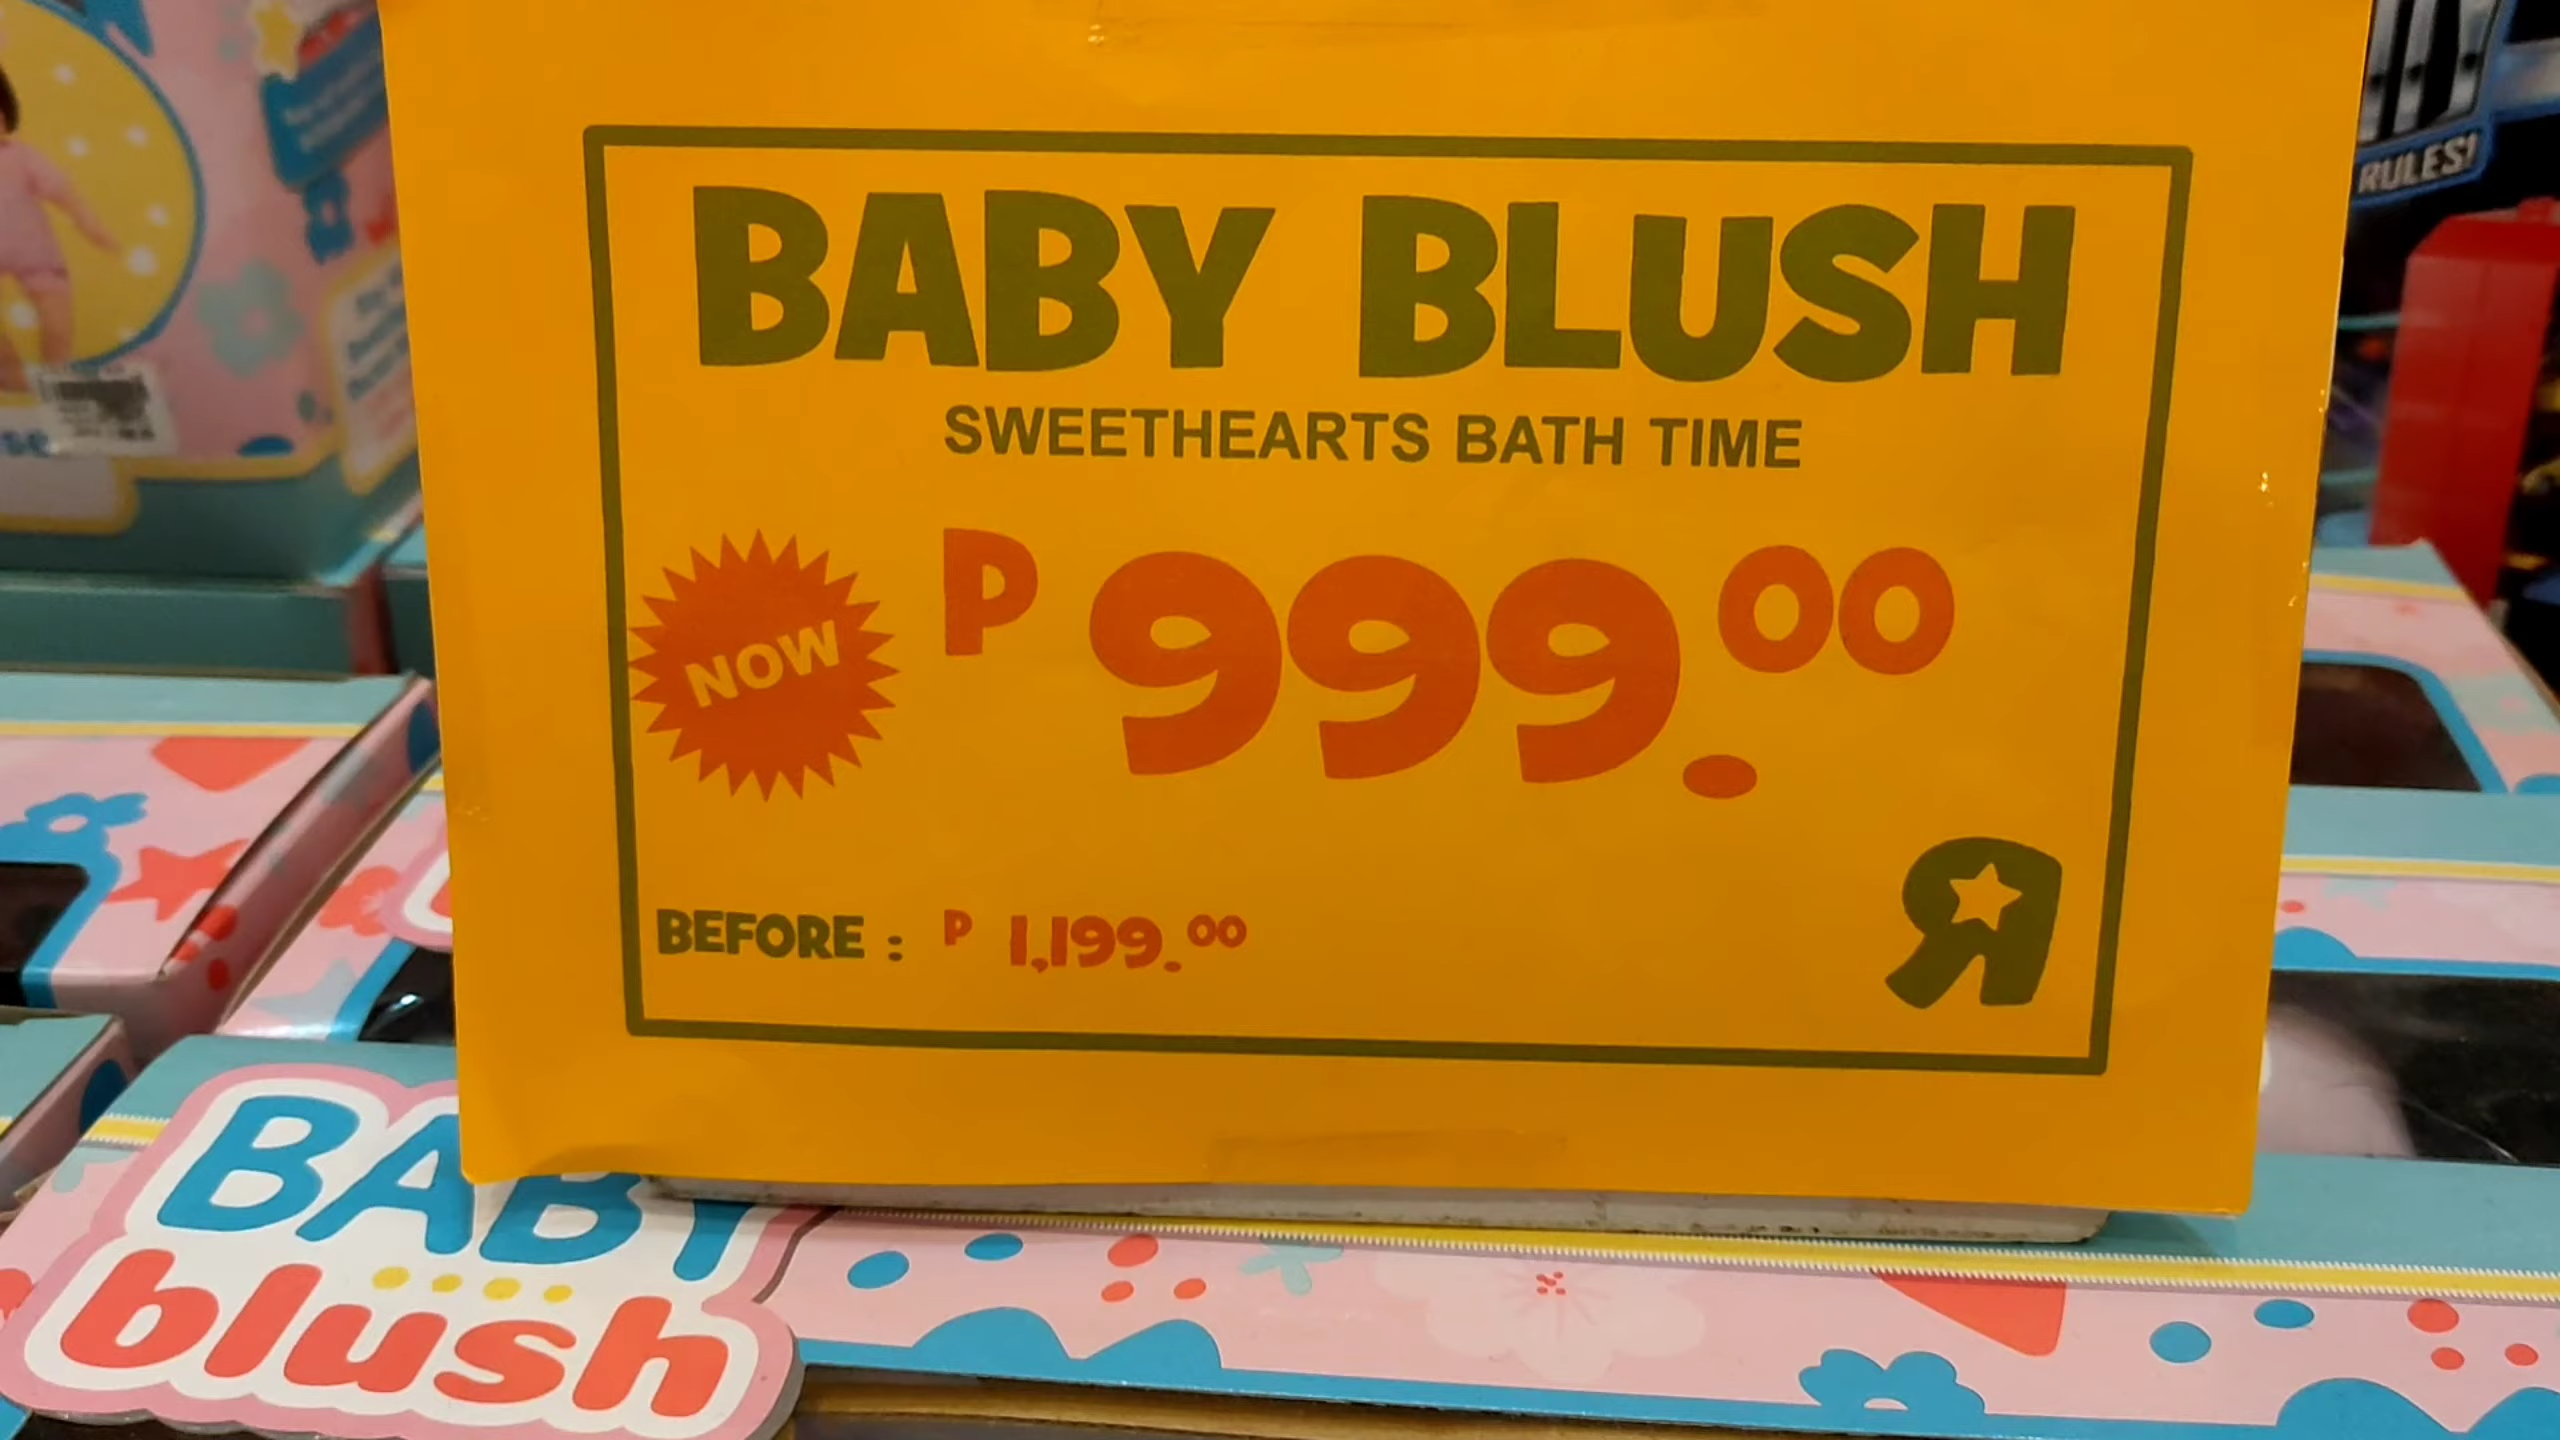 RULES!
BABY BLUSH
SWEETHEARTS BATH TIME
NOW P 999.00
BEFORE : P 1,199.00
R
BABY
blush